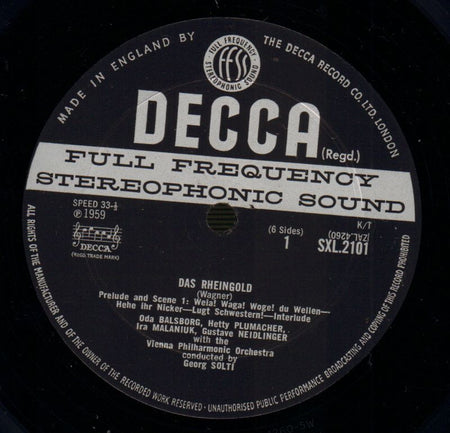 MADE IN ENGLAND BY
THE DECCA RECORD CO. LTD. LONDON
FULL FREQUENCY
FFSS
STEREOPHONIC SOUND
DECCA
(Regd.)
FULL FREQUENCY
STEREOPHONIC SOUND
SPEED 33⅓
℗ 1959
DECCA
(REGD. TRADE MARK)
K/T
(ZAL.4260)
(6 Sides)
1 SXL.2101
DAS RHEINGOLD
(Wagner)
Prelude and Scene 1: Weia! Waga! Woge! du Wellen—
Hehe ihr Nicker—Lugt Schwestern!—Interlude
Oda BALSBORG, Hetty PLUMACHER,
Ira MALANIUK, Gustave NEIDLINGER
with the
Vienna Philharmonic Orchestra
conducted by
Georg SOLTI
ALL RIGHTS OF THE MANUFACTURER AND OF THE OWNER OF THE RECORDED WORK RESERVED · UNAUTHORISED PUBLIC PERFORMANCE BROADCASTING AND COPYING OF THIS RECORD PROHIBITED